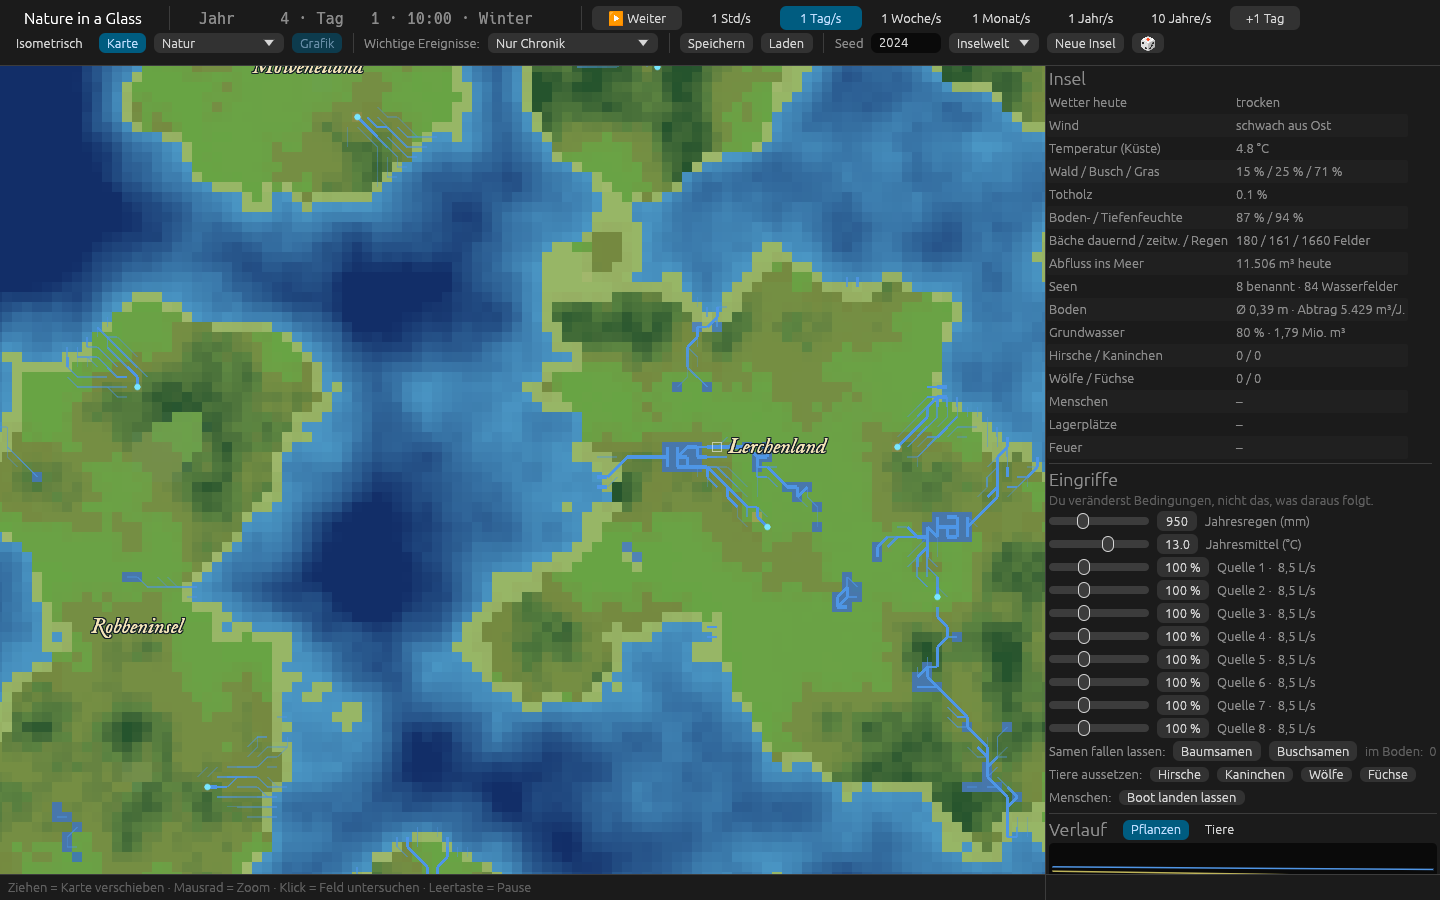 Nature in a Glass
Jahr 4 · Tag 1 · 10:00 · Winter
Weiter
1 Std/s
1 Tag/s
1 Woche/s
1 Monat/s
1 Jahr/s
10 Jahre/s
+1 Tag
Isometrisch
Karte
Natur
Grafik
Wichtige Ereignisse:
Nur Chronik
Speichern
Laden
Seed
2024
Inselwelt
Neue Insel
Möweneiland
Lerchenland
Robbeninsel
Insel
Wetter heute trocken
Wind schwach aus Ost
Temperatur (Küste) 4.8 °C
Wald / Busch / Gras 15 % / 25 % / 71 %
Totholz 0.1 %
Boden- / Tiefenfeuchte 87 % / 94 %
Bäche dauernd / zeitw. / Regen 180 / 161 / 1660 Felder
Abfluss ins Meer 11.506 m³ heute
Seen 8 benannt · 84 Wasserfelder
Boden Ø 0,39 m · Abtrag 5.429 m³/J.
Grundwasser 80 % · 1,79 Mio. m³
Hirsche / Kaninchen 0 / 0
Wölfe / Füchse 0 / 0
Menschen –
Lagerplätze –
Feuer –
Eingriffe
Du veränderst Bedingungen, nicht das, was daraus folgt.
950 Jahresregen (mm)
13.0 Jahresmittel (°C)
100 % Quelle 1 · 8,5 L/s
100 % Quelle 2 · 8,5 L/s
100 % Quelle 3 · 8,5 L/s
100 % Quelle 4 · 8,5 L/s
100 % Quelle 5 · 8,5 L/s
100 % Quelle 6 · 8,5 L/s
100 % Quelle 7 · 8,5 L/s
100 % Quelle 8 · 8,5 L/s
Samen fallen lassen: Baumsamen Buschsamen im Boden: 0
Tiere aussetzen: Hirsche Kaninchen Wölfe Füchse
Menschen: Boot landen lassen
Verlauf Pflanzen Tiere
Ziehen = Karte verschieben · Mausrad = Zoom · Klick = Feld untersuchen · Leertaste = Pause